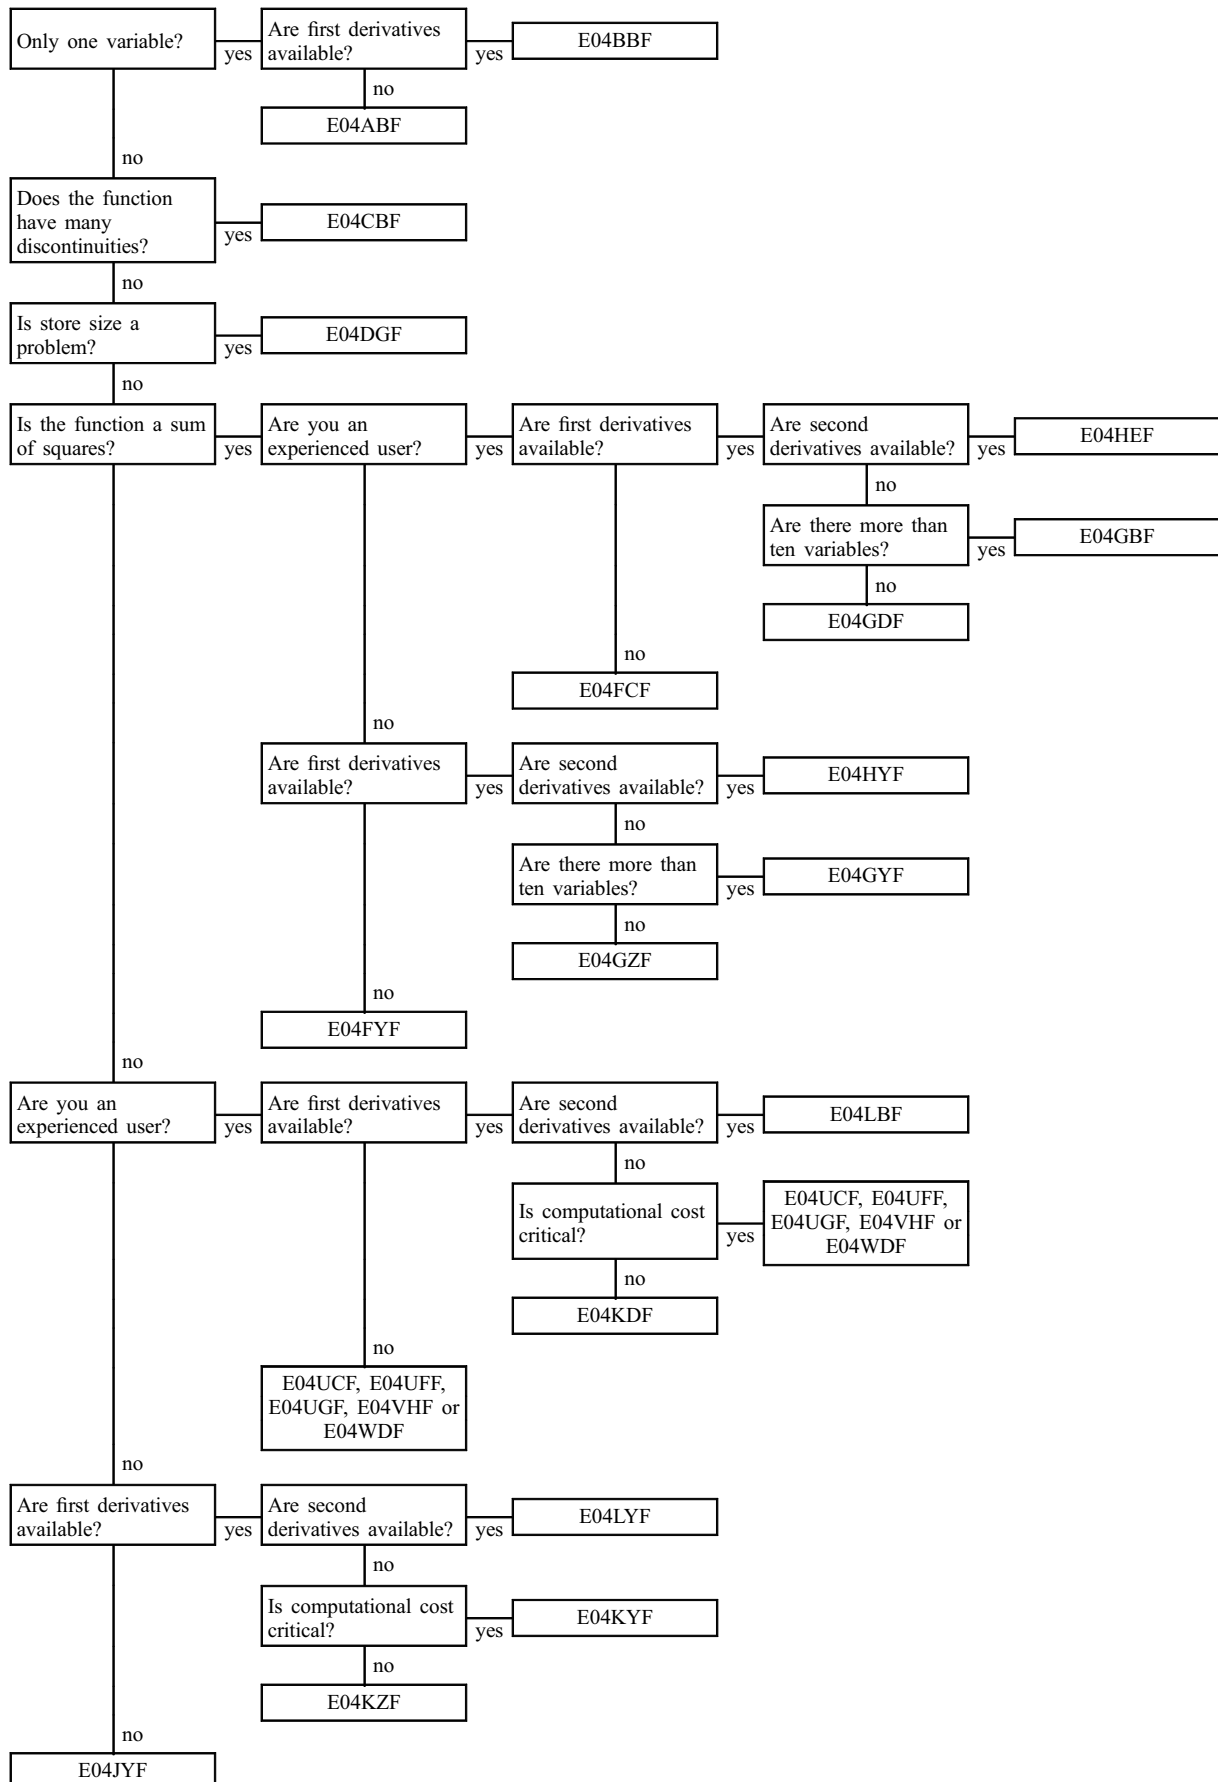 Only one variable?
yes
Are first derivatives
available?
yes
E04BBF
no
E04ABF
no
Does the function
have many
discontinuities?
yes
E04CBF
no
Is store size a
problem?
yes
E04DGF
no
Is the function a sum
of squares?
yes
Are you an
experienced user?
yes
Are first derivatives
available?
yes
Are second
derivatives available?
yes
E04HEF
no
Are there more than
ten variables?
yes
E04GBF
no
E04GDF
no
E04FCF
no
Are first derivatives
available?
yes
Are second
derivatives available?
yes
E04HYF
no
Are there more than
ten variables?
yes
E04GYF
no
E04GZF
no
E04FYF
no
Are you an
experienced user?
yes
Are first derivatives
available?
yes
Are second
derivatives available?
yes
E04LBF
no
Is computational cost
critical?
yes
E04UCF, E04UFF,
E04UGF, E04VHF or
E04WDF
no
E04KDF
no
E04UCF, E04UFF,
E04UGF, E04VHF or
E04WDF
no
Are first derivatives
available?
yes
Are second
derivatives available?
yes
E04LYF
no
Is computational cost
critical?
yes
E04KYF
no
E04KZF
no
E04JYF